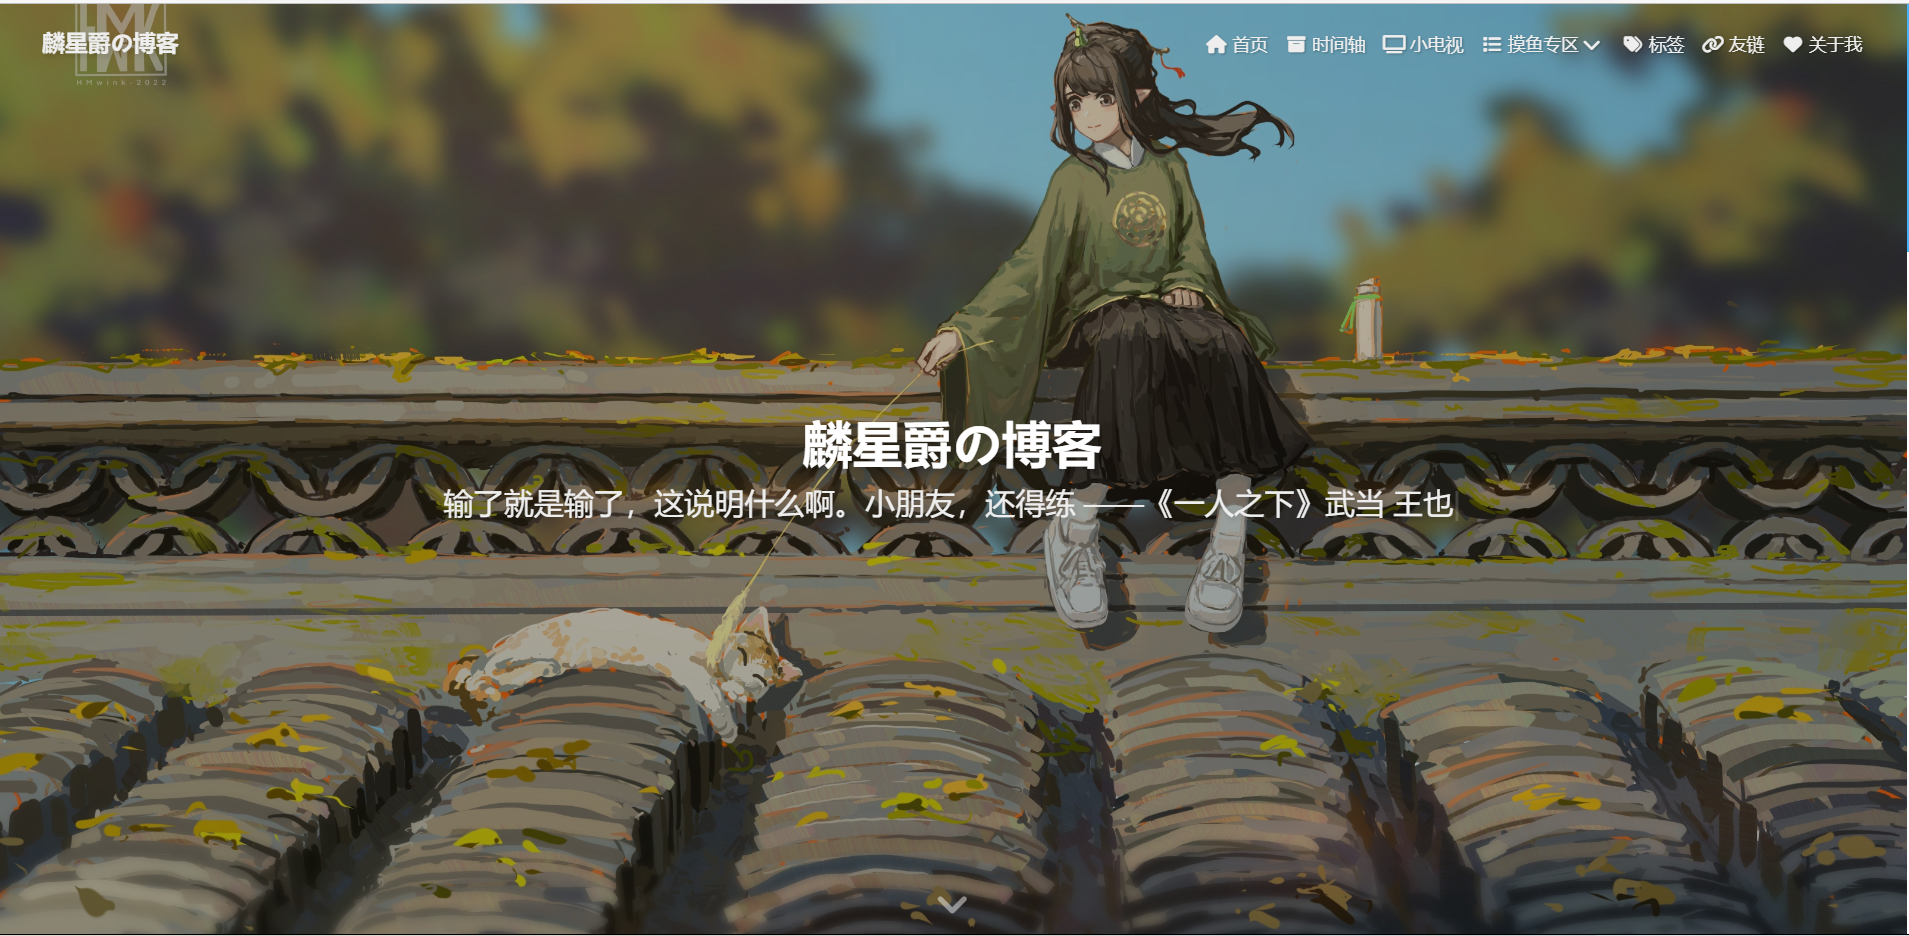 麟星爵の博客
HMwink-2022
首页
时间轴
小电视
摸鱼专区
标签
友链
关于我
麟星爵の博客
输了就是输了，这说明什么啊。小朋友，还得练 ——《一人之下》武当 王也